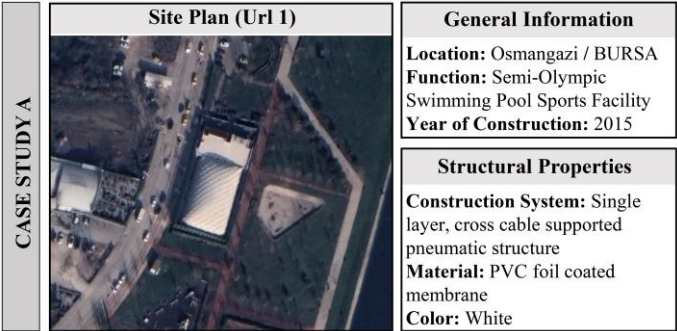 CASE STUDY A
Site Plan (Url 1)
General Information
Location: Osmangazi / BURSA
Function: Semi-Olympic
Swimming Pool Sports Facility
Year of Construction: 2015
Structural Properties
Construction System: Single
layer, cross cable supported
pneumatic structure
Material: PVC foil coated
membrane
Color: White